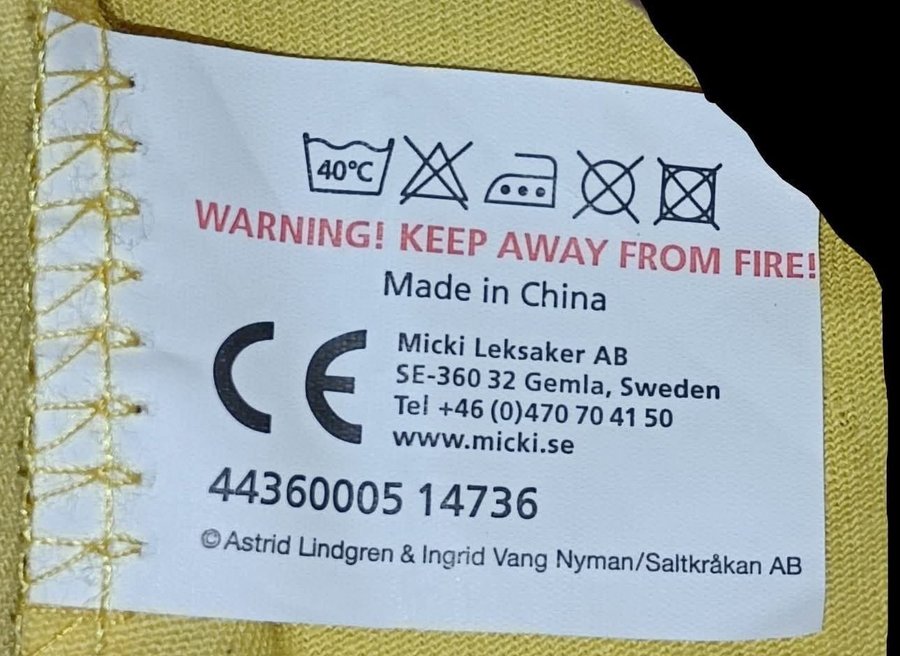 40°C
WARNING! KEEP AWAY FROM FIRE!
Made in China
CE
Micki Leksaker AB
SE-360 32 Gemla, Sweden
Tel +46 (0)470 70 41 50
www.micki.se
44360005 14736
©Astrid Lindgren & Ingrid Vang Nyman/Saltkråkan AB